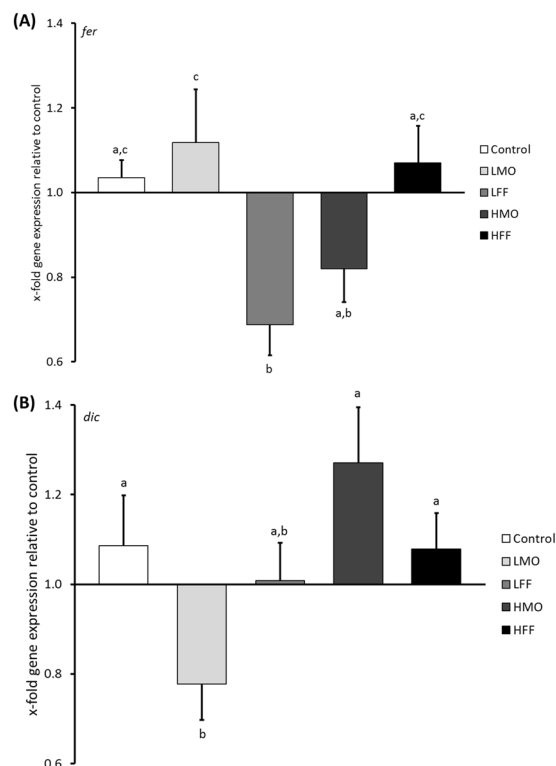 (A)
fer
x-fold gene expression relative to control
1.4
1.2
1.0
0.8
0.6
a,c
c
b
a,b
a,c
Control
LMO
LFF
HMO
HFF
(B)
dic
x-fold gene expression relative to control
1.4
1.2
1.0
0.8
0.6
a
b
a,b
a
a
Control
LMO
LFF
HMO
HFF